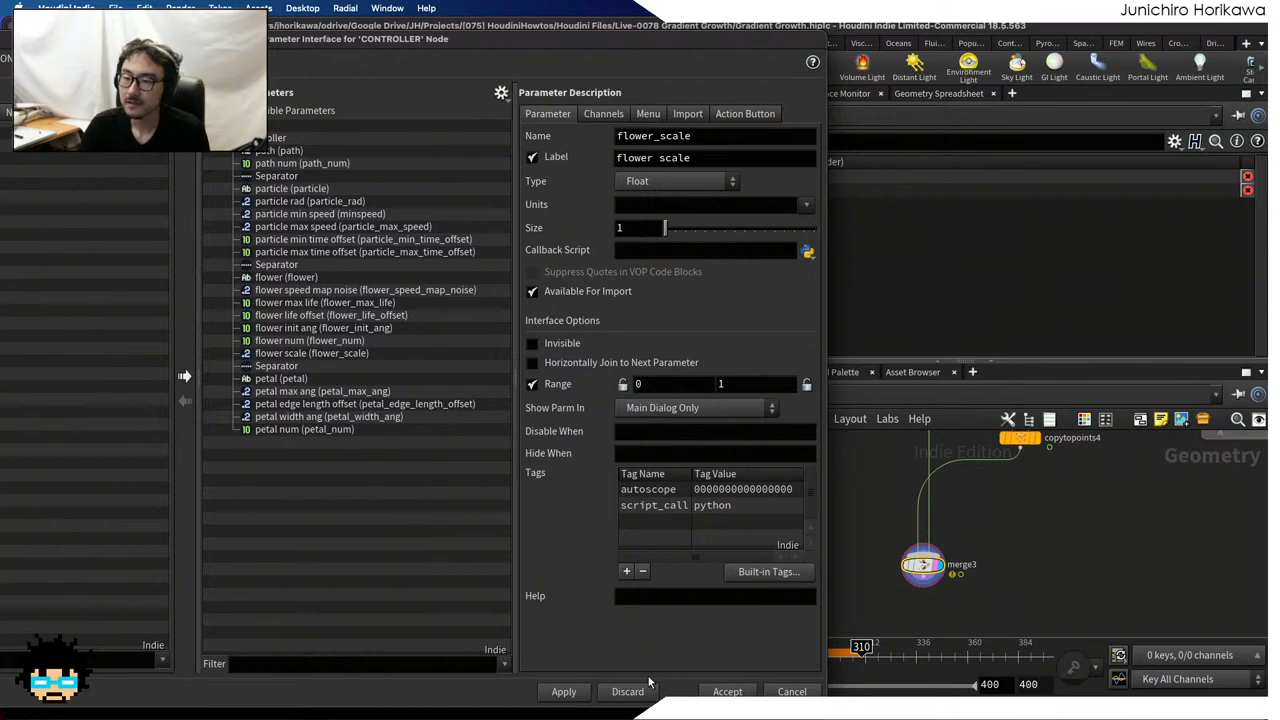 Junichiro Horikawa
Houdini Indie
Assets
Desktop
Radial
Window
Help
/horikawa/odrive/Google Drive/JH/Projects/[075] HoudiniHowtos/Houdini Files/Live-0078 Gradient Growth/Gradient Growth.hiplc - Houdini Indie Limited-Commercial 18.5.563
arameter Interface for 'CONTROLLER' Node
Visc...
Oceans
Flui...
Popu...
Cont...
Pyro...
Spa...
FEM
Wires
Cro...
Dri...
Volume Light
Distant Light
Environment Light
Sky Light
GI Light
Caustic Light
Portal Light
Ambient Light
Geometry Spreadsheet
Parameter Description
Parameter
Channels
Menu
Import
Action Button
Name
flower_scale
Label
flower scale
Type
Float
Units
Size
1
Callback Script
Suppress Quotes in VOP Code Blocks
Available For Import
Interface Options
Invisible
Horizontally Join to Next Parameter
Range
0
1
Show Parm In
Main Dialog Only
Disable When
Hide When
Tags
Tag Name
Tag Value
autoscope
0000000000000000
script_call
python
Indie
Built-in Tags...
Help
path (path)
path num (path_num)
Separator
particle (particle)
particle rad (particle_rad)
particle min speed (minspeed)
particle max speed (particle_max_speed)
particle min time offset (particle_min_time_offset)
particle max time offset (particle_max_time_offset)
Separator
flower (flower)
flower speed map noise (flower_speed_map_noise)
flower max life (flower_max_life)
flower life offset (flower_life_offset)
flower init ang (flower_init_ang)
flower num (flower_num)
flower scale (flower_scale)
Separator
petal (petal)
petal max ang (petal_max_ang)
petal edge length offset (petal_edge_length_offset)
petal width ang (petal_width_ang)
petal num (petal_num)
Indie
Indie
Filter
Apply
Discard
Accept
Cancel
Asset Browser
Layout
Labs
Help
Indie Edition
Geometry
copytopoints4
merge3
310
336
360
384
400
400
0 keys, 0/0 channels
Key All Channels